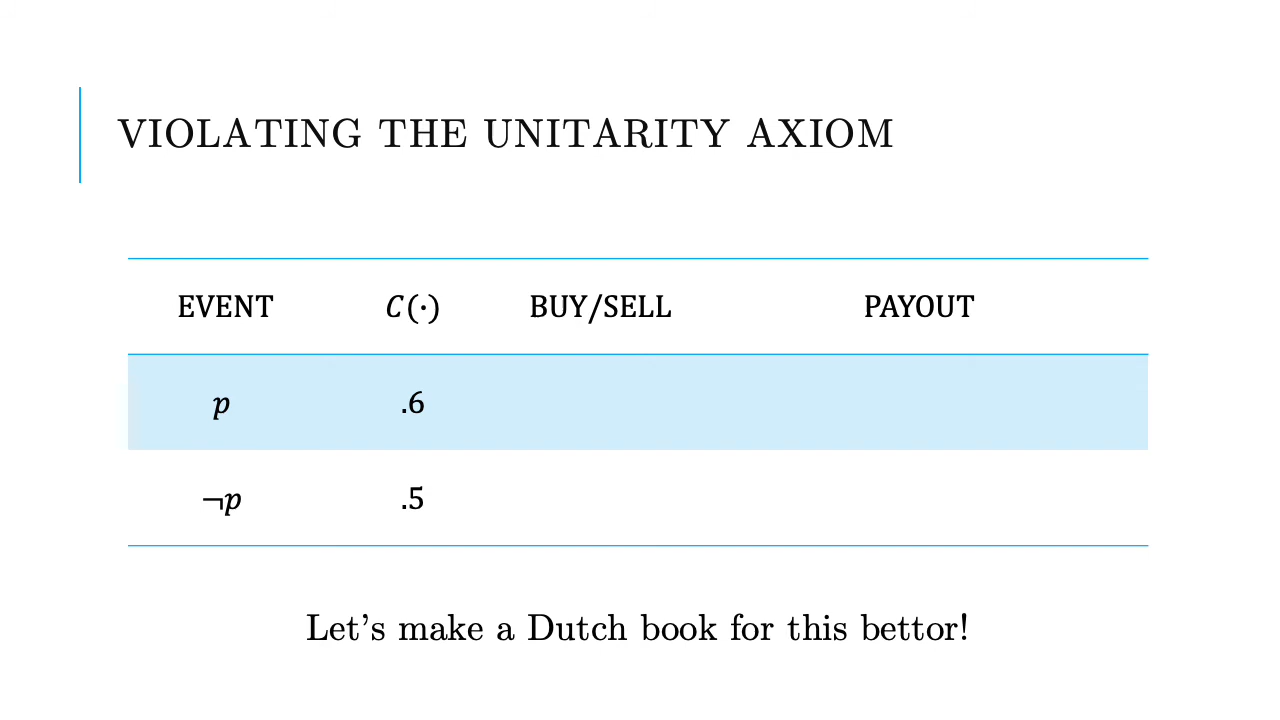 VIOLATING THE UNITARITY AXIOM
EVENT C(·) BUY/SELL PAYOUT
p .6
¬p .5
Let’s make a Dutch book for this bettor!